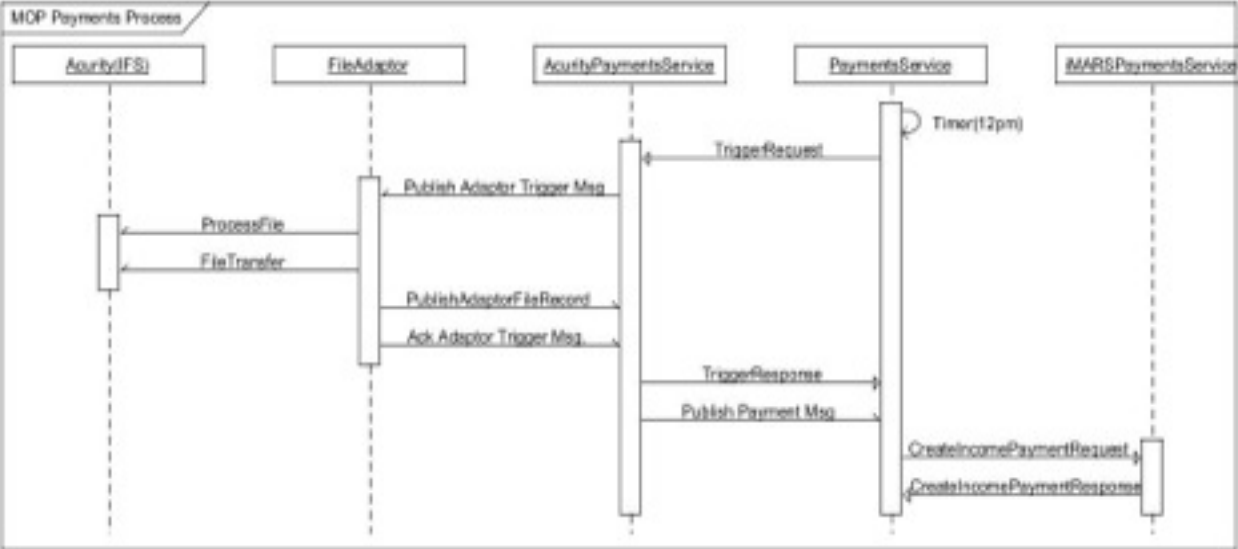 MOP Payments Process
Acurity(IFS)
FileAdaptor
AcurityPaymentsService
PaymentsService
iMARSPaymentsService
Timer(12pm)
TriggerRequest
Publish Adaptor Trigger Msg
ProcessFile
FileTransfer
PublishAdaptorFileRecord
Ack Adaptor Trigger Msg.
TriggerResponse
Publish Payment Msg
CreateIncomePaymentRequest
CreateIncomePaymentResponse